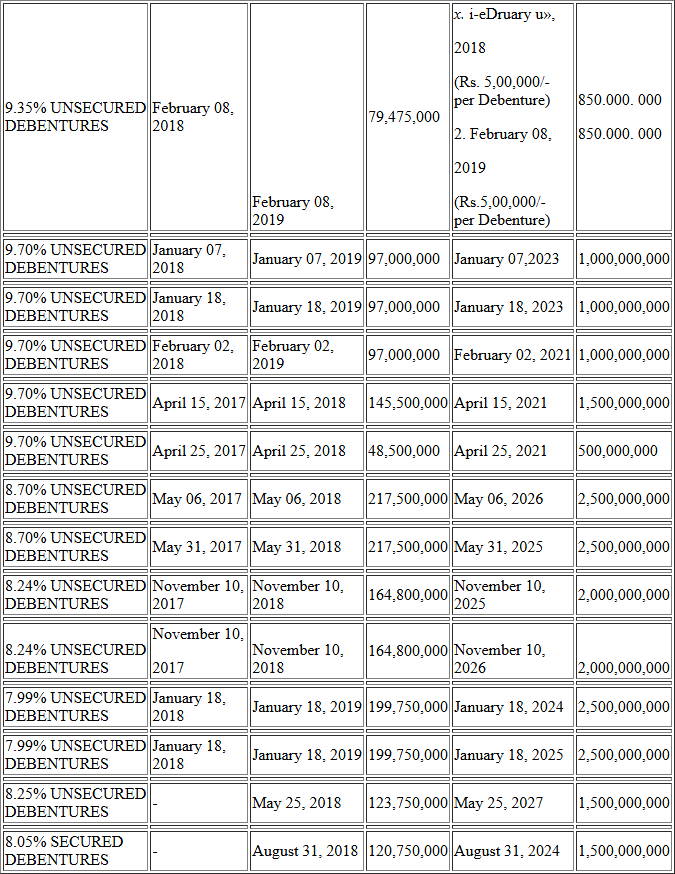 9.35% UNSECURED
DEBENTURES
February 08,
2018
February 08,
2019
79,475,000
x. i-eDruary u»,
2018
(Rs. 5,00,000/-
per Debenture)
2. February 08,
2019
(Rs.5,00,000/-
per Debenture)
850.000. 000
850.000. 000
9.70% UNSECURED
DEBENTURES
January 07,
2018
January 07, 2019
97,000,000
January 07,2023
1,000,000,000
9.70% UNSECURED
DEBENTURES
January 18,
2018
January 18, 2019
97,000,000
January 18, 2023
1,000,000,000
9.70% UNSECURED
DEBENTURES
February 02,
2018
February 02,
2019
97,000,000
February 02, 2021
1,000,000,000
9.70% UNSECURED
DEBENTURES
April 15, 2017
April 15, 2018
145,500,000
April 15, 2021
1,500,000,000
9.70% UNSECURED
DEBENTURES
April 25, 2017
April 25, 2018
48,500,000
April 25, 2021
500,000,000
8.70% UNSECURED
DEBENTURES
May 06, 2017
May 06, 2018
217,500,000
May 06, 2026
2,500,000,000
8.70% UNSECURED
DEBENTURES
May 31, 2017
May 31, 2018
217,500,000
May 31, 2025
2,500,000,000
8.24% UNSECURED
DEBENTURES
November 10,
2017
November 10,
2018
164,800,000
November 10,
2025
2,000,000,000
8.24% UNSECURED
DEBENTURES
November 10,
2017
November 10,
2018
164,800,000
November 10,
2026
2,000,000,000
7.99% UNSECURED
DEBENTURES
January 18,
2018
January 18, 2019
199,750,000
January 18, 2024
2,500,000,000
7.99% UNSECURED
DEBENTURES
January 18,
2018
January 18, 2019
199,750,000
January 18, 2025
2,500,000,000
8.25% UNSECURED
DEBENTURES
-
May 25, 2018
123,750,000
May 25, 2027
1,500,000,000
8.05% SECURED
DEBENTURES
-
August 31, 2018
120,750,000
August 31, 2024
1,500,000,000